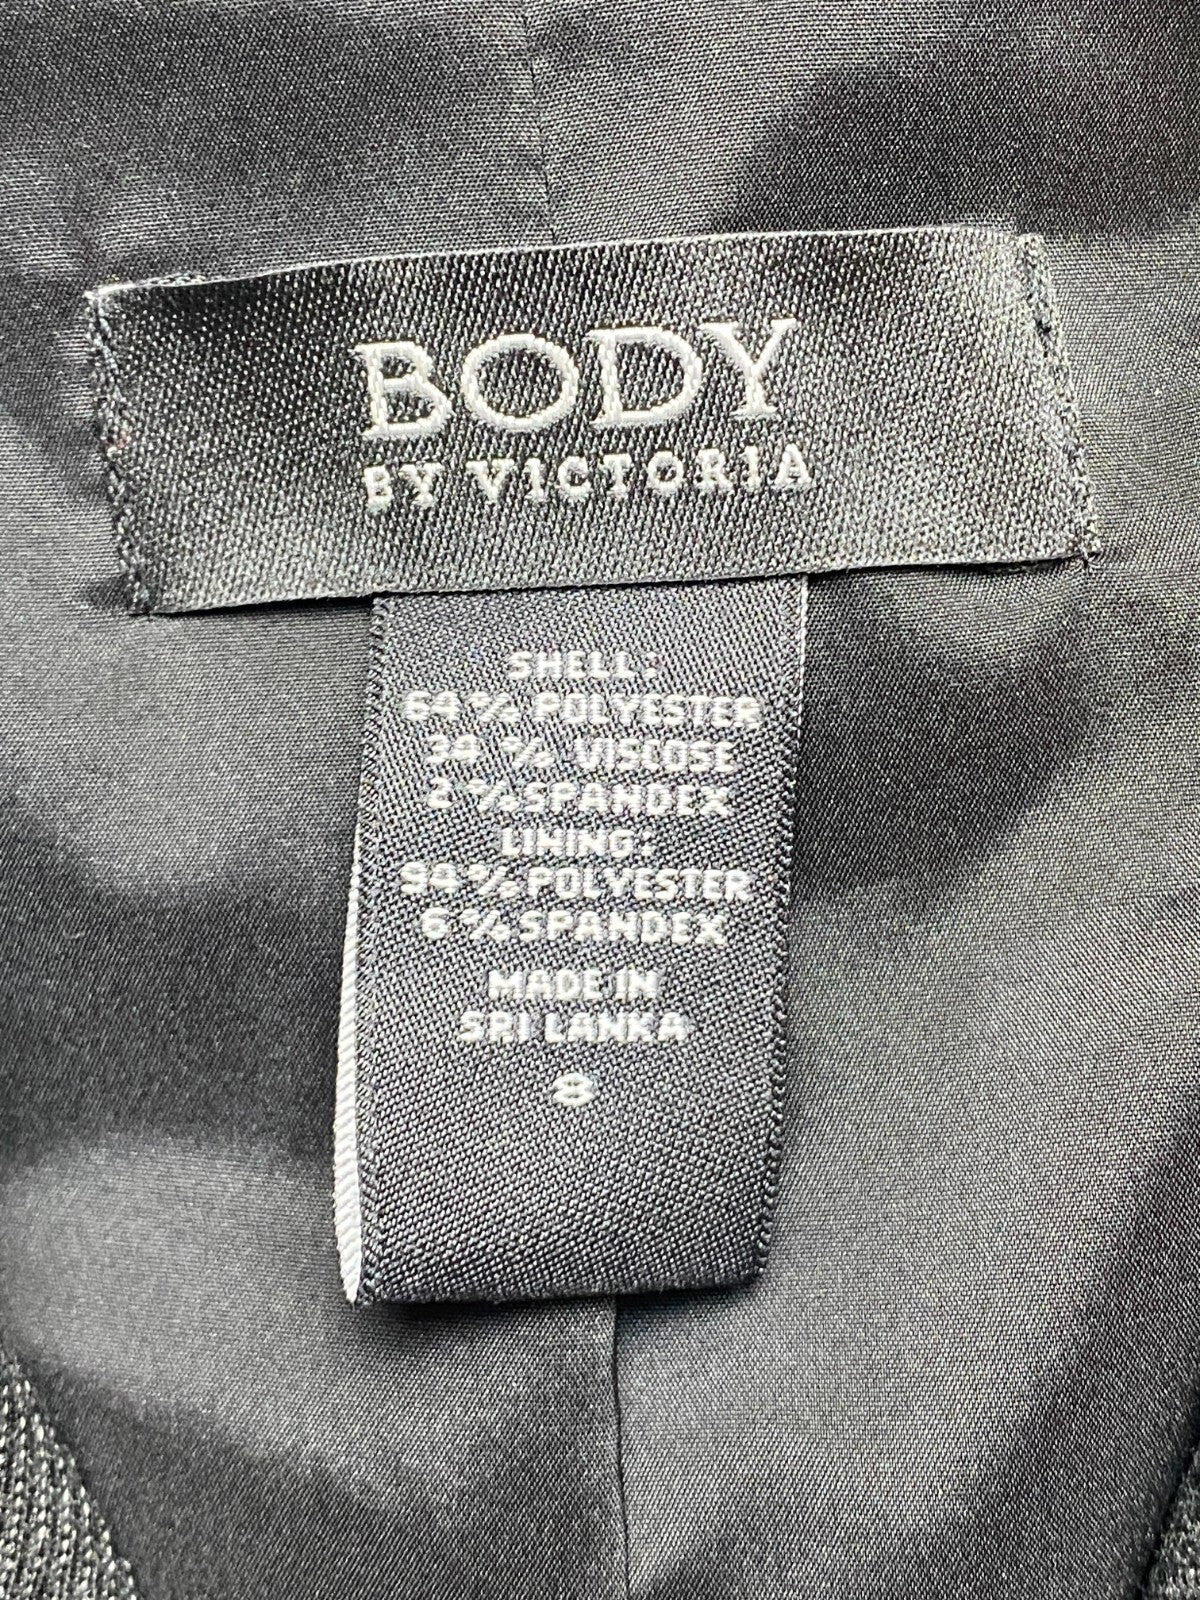 BODY
BY VICTORIA
SHELL:
64% POLYESTER
34% VISCOSE
2% SPANDEX
LINING:
94% POLYESTER
6% SPANDEX
MADE IN
SRI LANKA
8